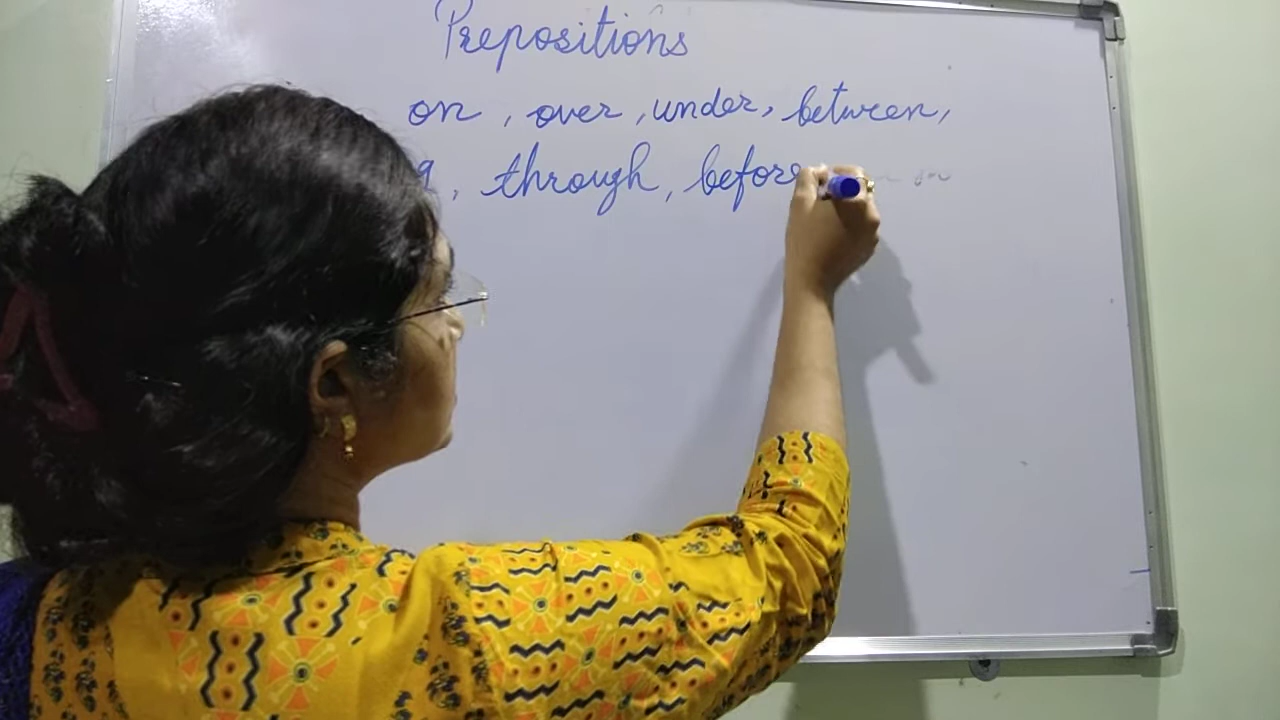 Prepositions
on, over, under, between,
, through, before